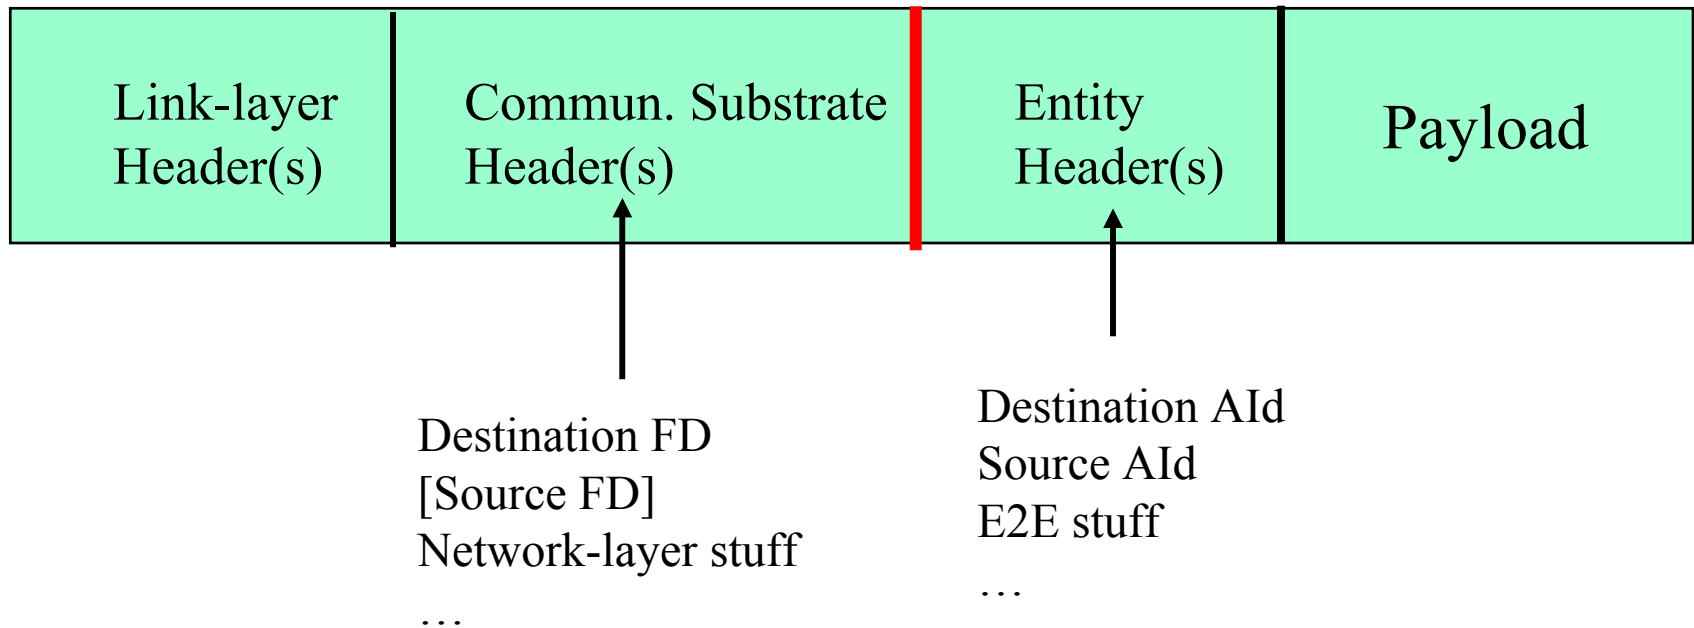 Link-layer
Header(s)
Commun. Substrate
Header(s)
Entity
Header(s)
Payload
Destination FD
[Source FD]
Network-layer stuff
…
Destination AId
Source AId
E2E stuff
…